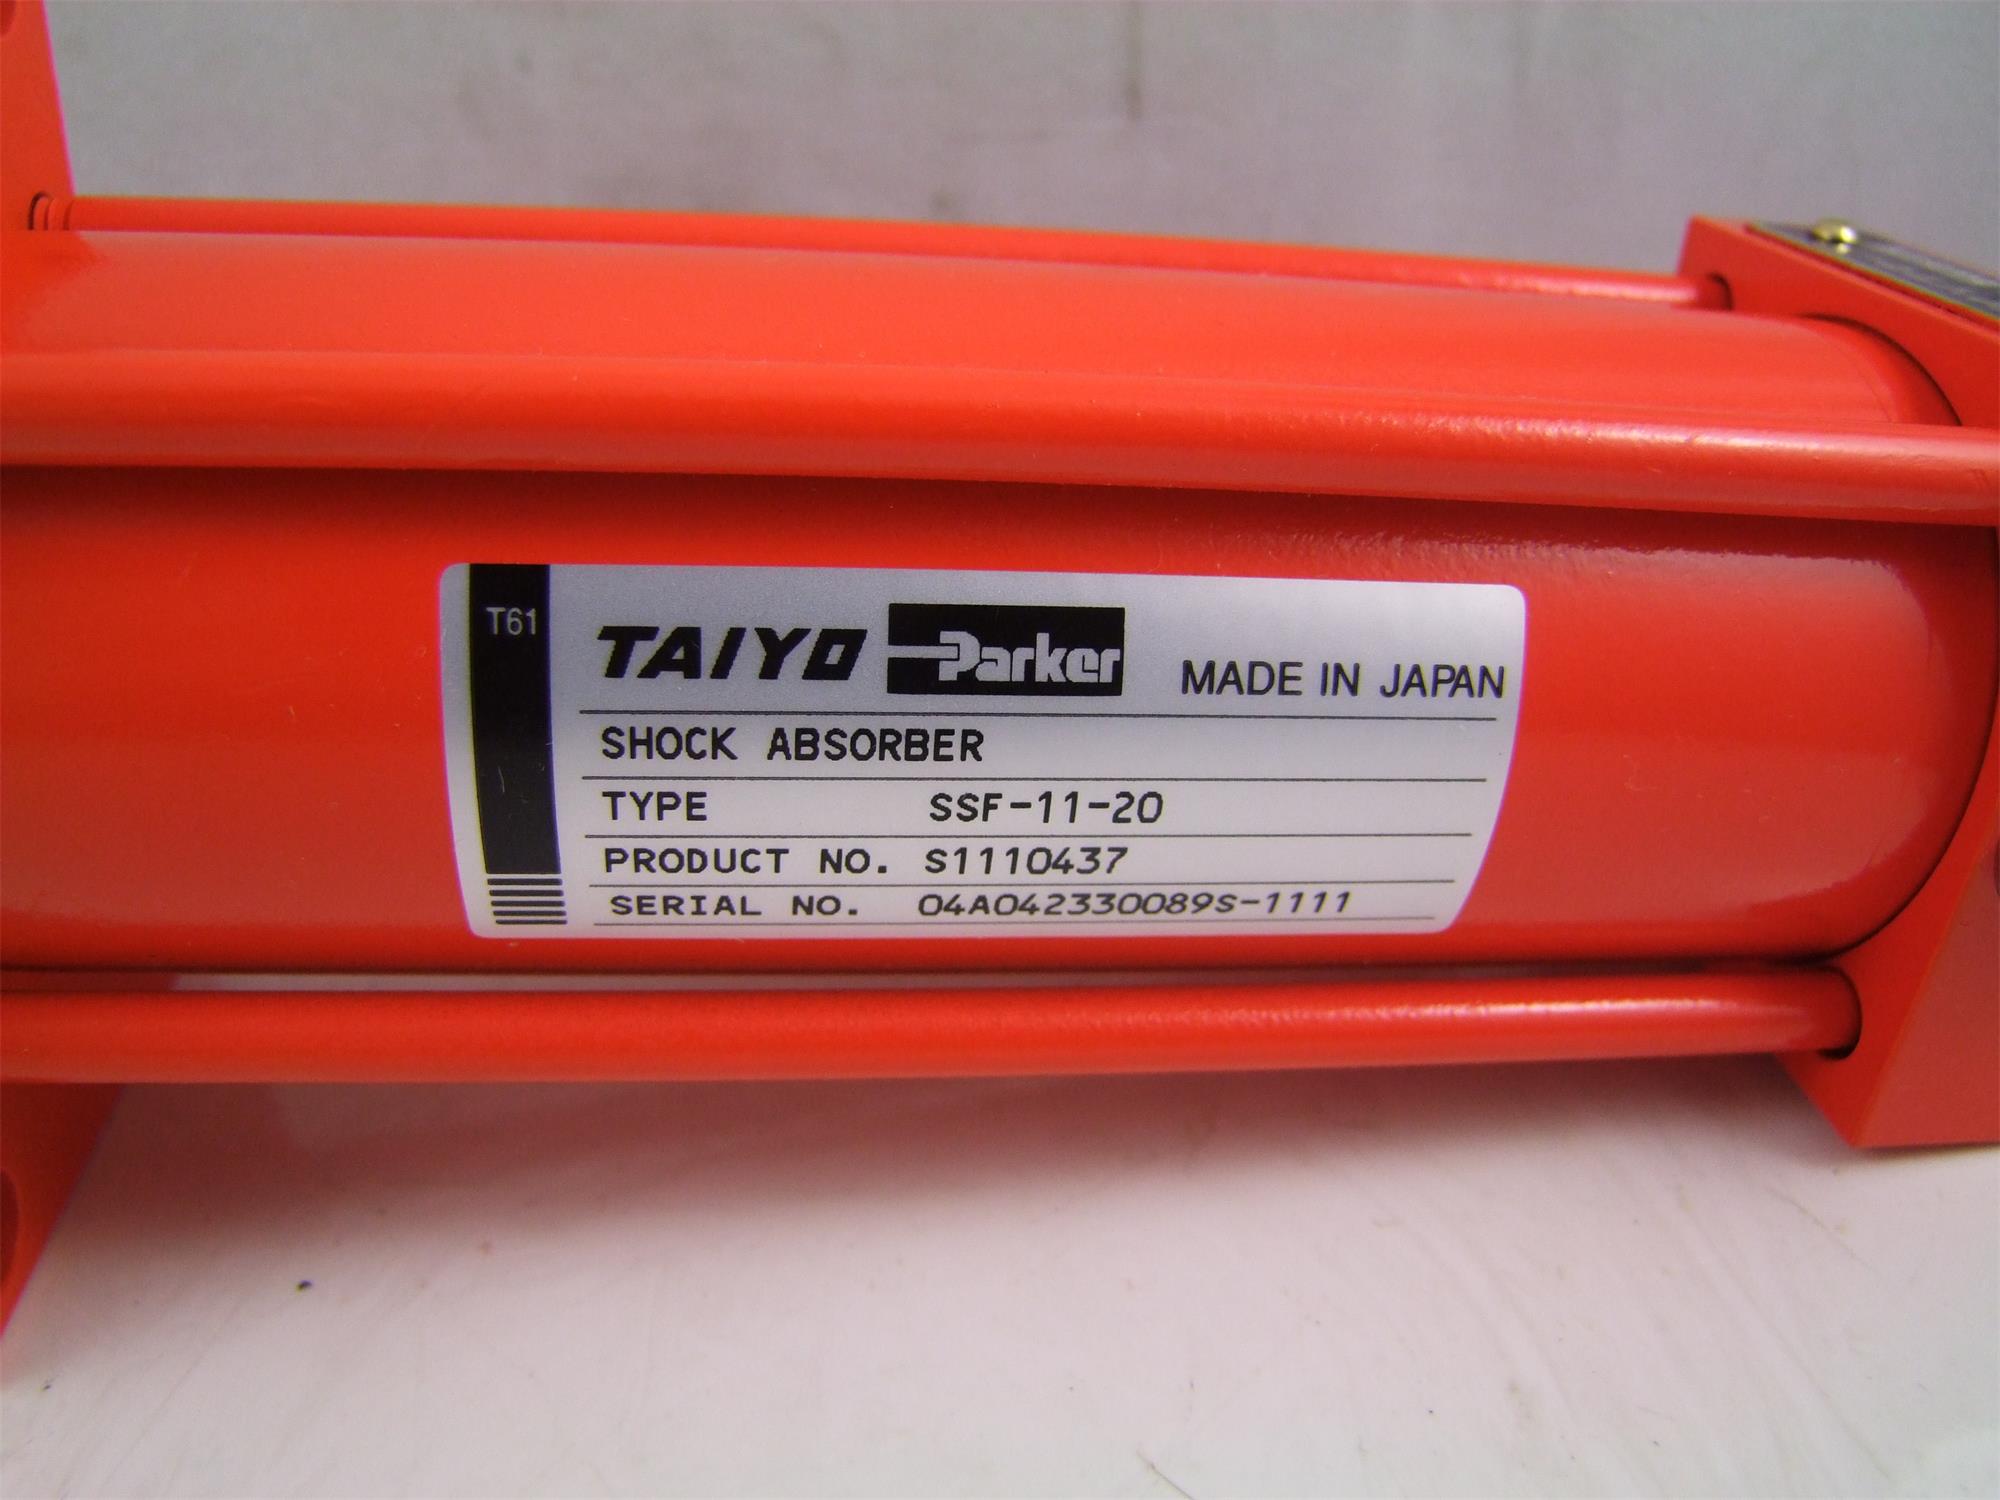 T61
TAIYO Parker MADE IN JAPAN
SHOCK ABSORBER
TYPE SSF-11-20
PRODUCT NO. S1110437
SERIAL NO. 04A042330089S-1111